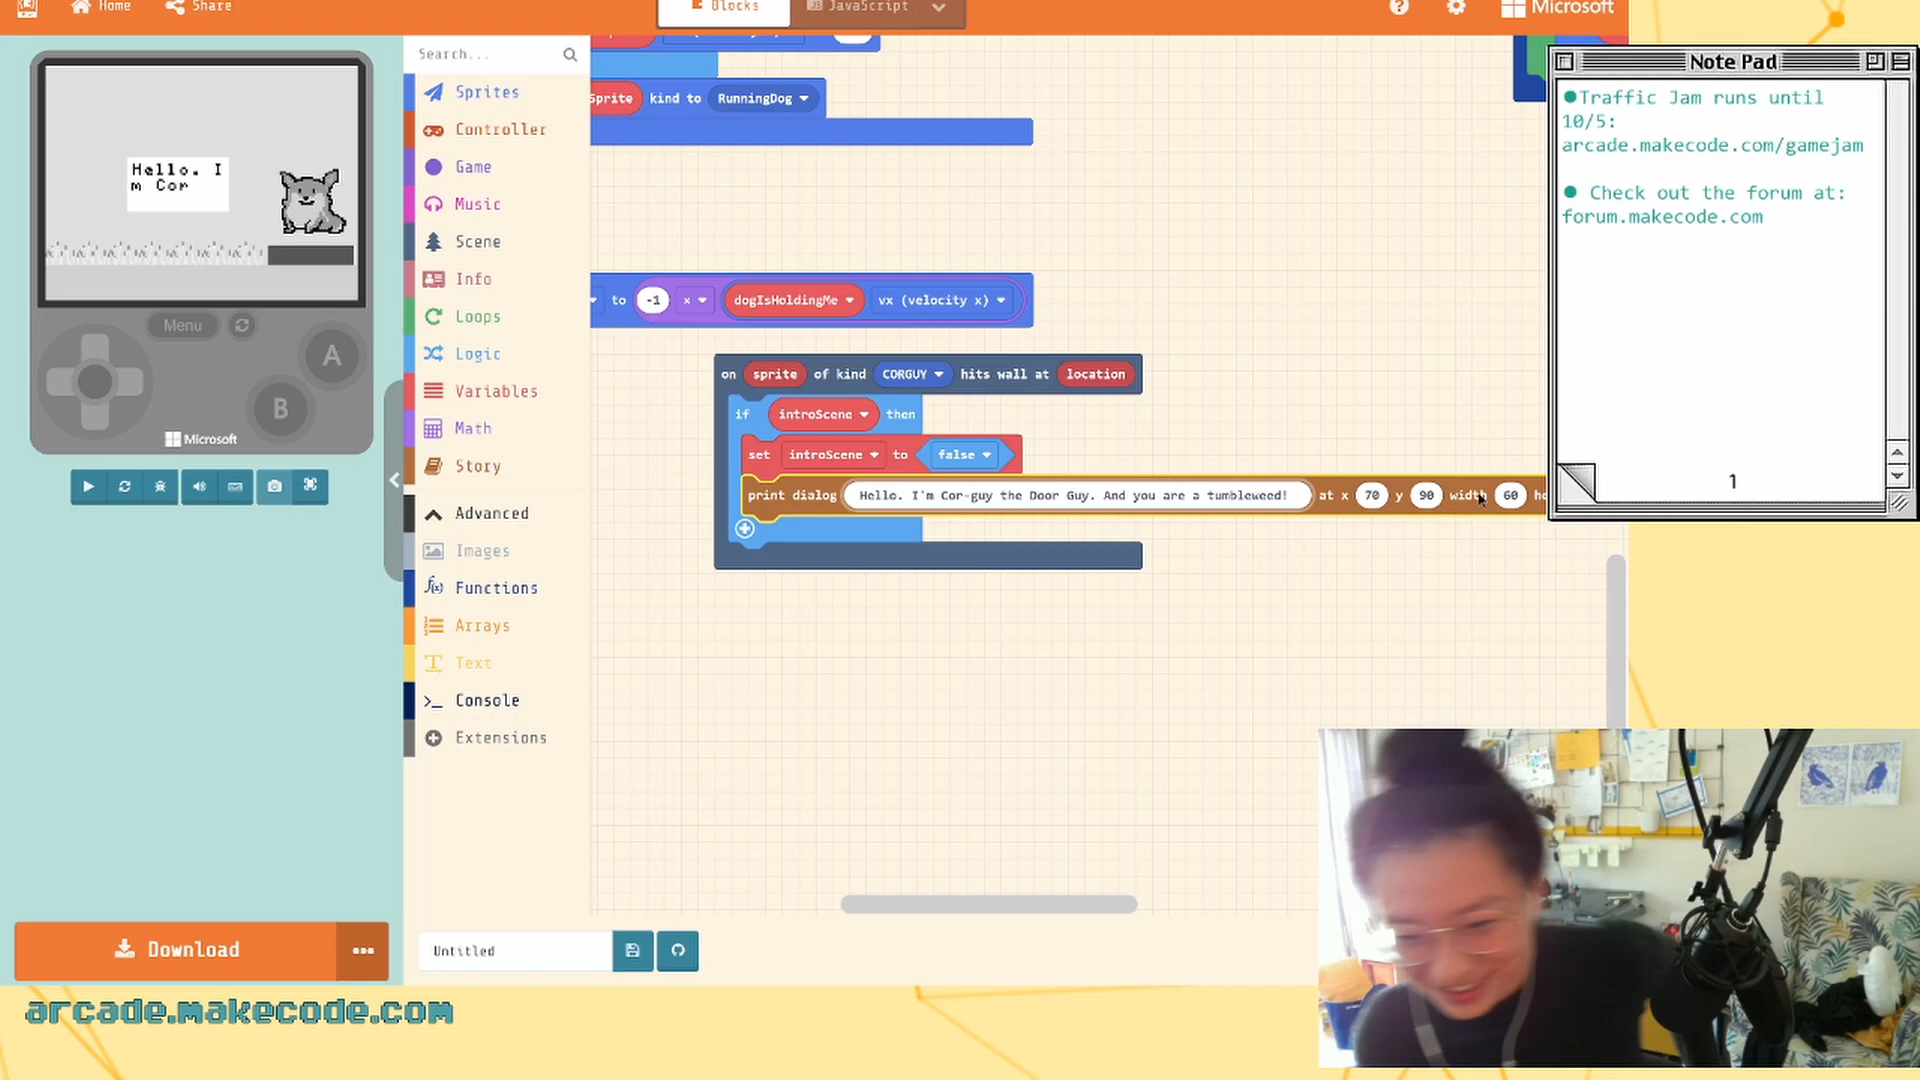 Home
Share
Blocks
JavaScript
Microsoft
Search...
Sprites
Controller
Game
Music
Scene
Info
Loops
Logic
Variables
Math
Story
Advanced
Images
Functions
Arrays
Text
Console
Extensions
Hello. I
m Cor
Menu
A
B
Microsoft
Sprite kind to RunningDog
to -1 x dogIsHoldingMe vx (velocity x)
on sprite of kind CORGUY hits wall at location
if introScene then
set introScene to false
print dialog Hello. I'm Cor-guy the Door Guy. And you are a tumbleweed! at x 70 y 90 width 60 he
Note Pad
Traffic Jam runs until
10/5:
arcade.makecode.com/gamejam
Check out the forum at:
forum.makecode.com
1
Download
Untitled
arcade.makecode.com